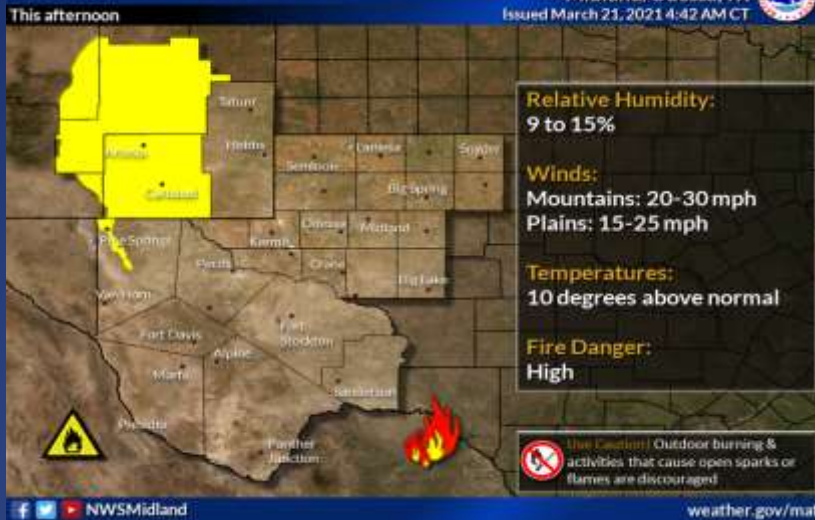 This afternoon
Issued March 21, 2021 4:42 AM CT
Relative Humidity:
9 to 15%
Winds:
Mountains: 20-30 mph
Plains: 15-25 mph
Temperatures:
10 degrees above normal
Fire Danger:
High
Use Caution! Outdoor burning &
activities that cause open sparks or
flames are discouraged
Tatum
Hobbs
Artesia
Carlsbad
Seminole
Lamesa
Snyder
Big Spring
Pine Springs
Kermit
Odessa
Midland
Pecos
Crane
Big Lake
Van Horn
Fort Davis
Fort
Stockton
Alpine
Marfa
Sanderson
Presidio
Panther
Junction
NWSMidland
weather.gov/maf